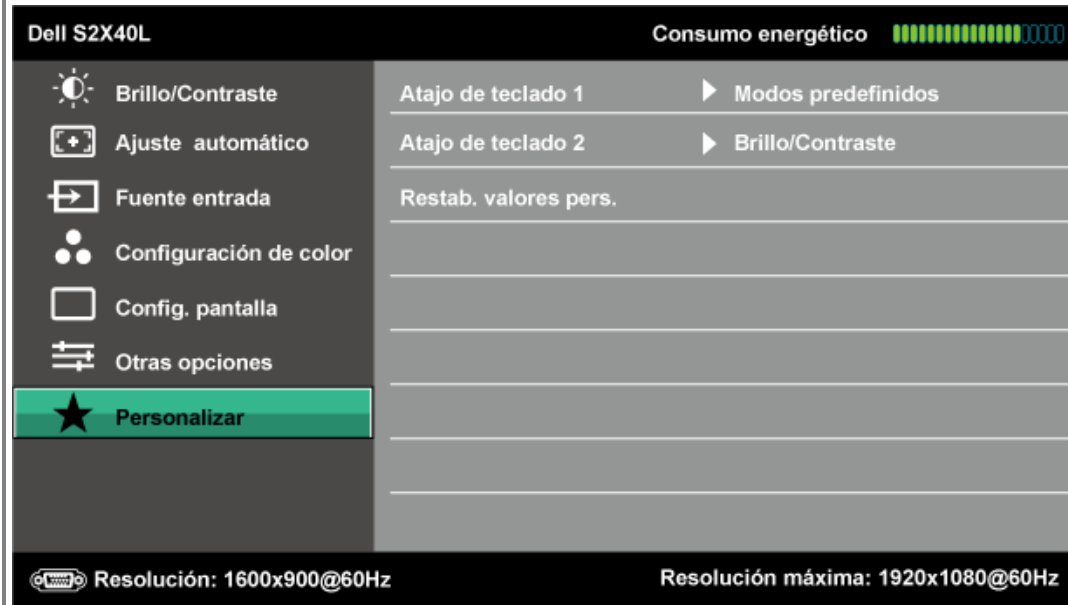 Dell S2X40L Consumo energético
Brillo/Contraste
Ajuste automático
Fuente entrada
Configuración de color
Config. pantalla
Otras opciones
Personalizar
Atajo de teclado 1 Modos predefinidos
Atajo de teclado 2 Brillo/Contraste
Restab. valores pers.
Resolución: 1600x900@60Hz Resolución máxima: 1920x1080@60Hz